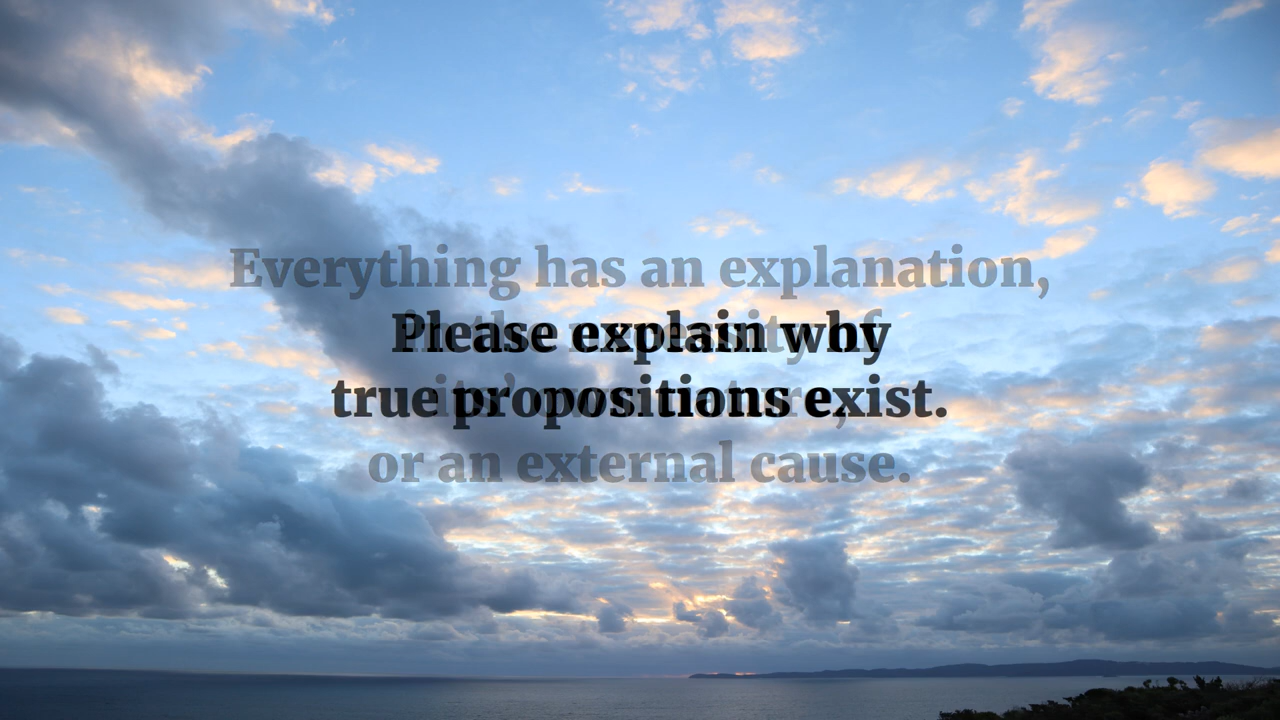 Everything has an explanation,
Please explain why
true propositions exist.
or an external cause.